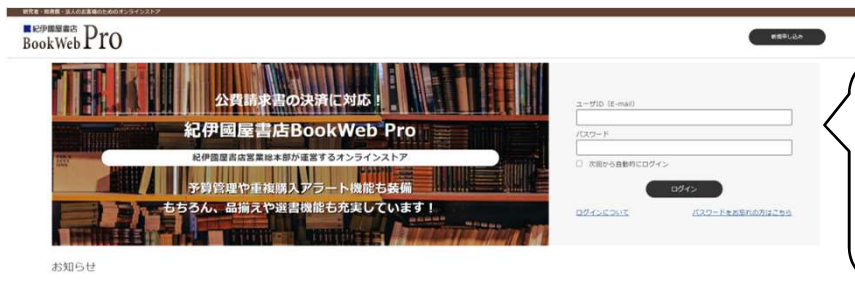 研究者・図書館・法人のお客様のためのオンラインストア
紀伊國屋書店
BookWeb Pro
新規申し込み
公費請求書の決済に対応！
紀伊國屋書店BookWeb Pro
紀伊國屋書店営業総本部が運営するオンラインストア
予算管理や重複購入アラート機能も装備
もちろん、品揃えや選書機能も充実しています！
ユーザID（E-mail）
パスワード
次回から自動的にログイン
ログイン
ログインについて
パスワードをお忘れの方はこちら
お知らせ